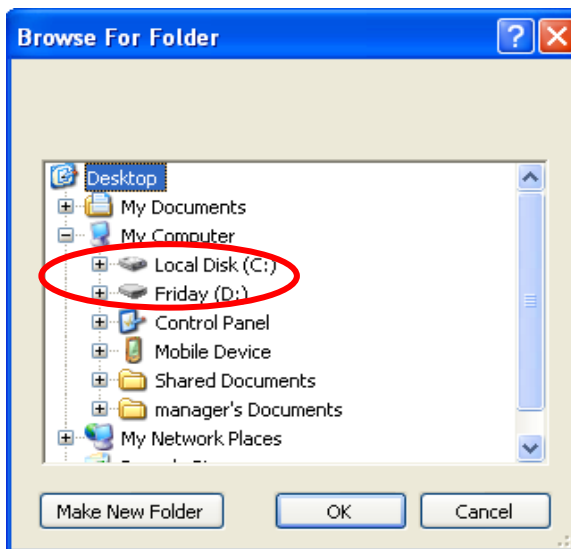 Browse For Folder
Desktop
My Documents
My Computer
Local Disk (C:)
Friday (D:)
Control Panel
Mobile Device
Shared Documents
manager's Documents
My Network Places
Make New Folder
OK
Cancel